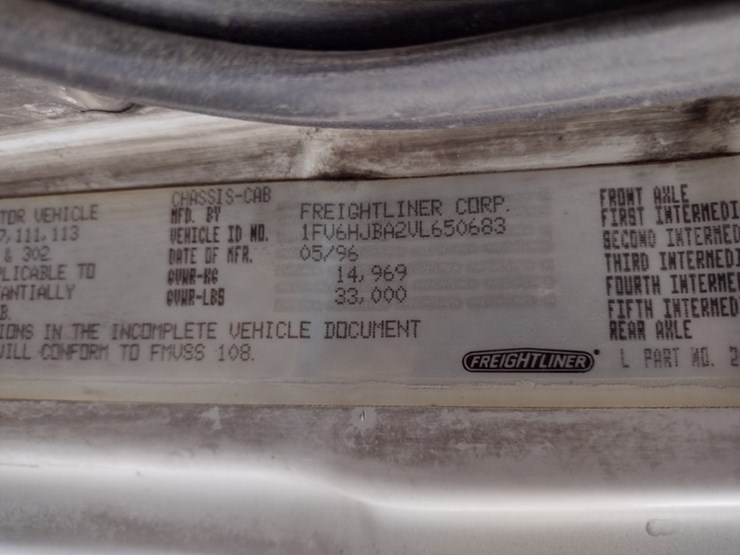 TOR VEHICLE
7,111,113
& 302
PLICABLE TO
ANTIALLY
B.
IONS IN THE INCOMPLETE VEHICLE DOCUMENT
WILL CONFORM TO FMVSS 108.
CHASSIS-CAB
MFD. BY FREIGHTLINER CORP.
VEHICLE ID NO. 1FV6HJBA2VL650683
DATE OF MFR. 05/96
GVWR-KG 14,969
GVWR-LBS 33,000
FREIGHTLINER
FRONT AXLE
FIRST INTERMEDI
SECOND INTERMED
THIRD INTERMEDI
FOURTH INTERME
FIFTH INTERMED
REAR AXLE
L PART NO. 2